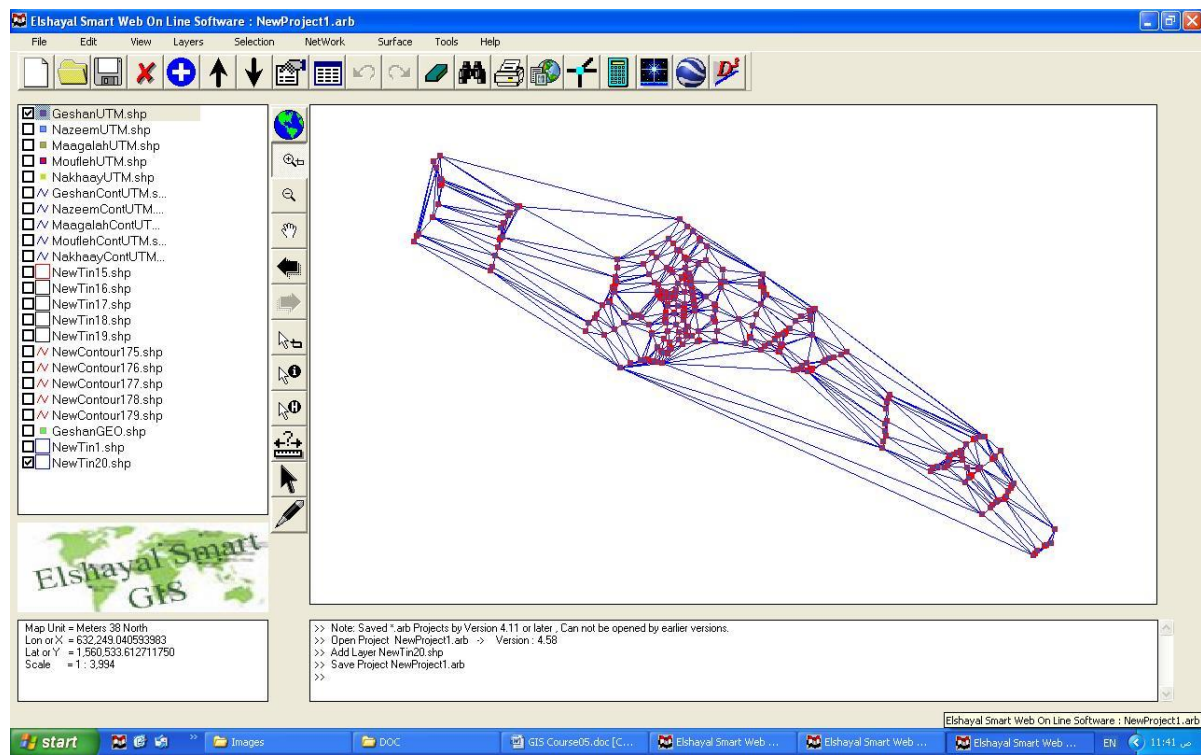 Elshayal Smart Web On Line Software : NewProject1.arb
File Edit View Layers Selection NetWork Surface Tools Help
GeshanUTM.shp
NazeemUTM.shp
MaagalahUTM.shp
MouflehUTM.shp
NakhaayUTM.shp
GeshanContUTM.s...
NazeemContUTM....
MaagalahContUT...
MouflehContUTM.s...
NakhaayContUTM...
NewTin15.shp
NewTin16.shp
NewTin17.shp
NewTin18.shp
NewTin19.shp
NewContour175.shp
NewContour176.shp
NewContour177.shp
NewContour178.shp
NewContour179.shp
GeshanGEO.shp
NewTin1.shp
NewTin20.shp
Elshayal Smart
GIS
Map Unit = Meters 38 North
Lon or X = 632,249.040593983
Lat or Y = 1,560,533.612711750
Scale = 1 : 3,994
>> Note: Saved *.arb Projects by Version 4.11 or later , Can not be opened by earlier versions.
>> Open Project NewProject1.arb -> Version : 4.58
>> Add Layer NewTin20.shp
>> Save Project NewProject1.arb
>>
Elshayal Smart Web On Line Software : NewProject1.arb
start Images DOC GIS Course05.doc [C... Elshayal Smart Web ... Elshayal Smart Web ... Elshayal Smart Web ... EN 11:41 ص